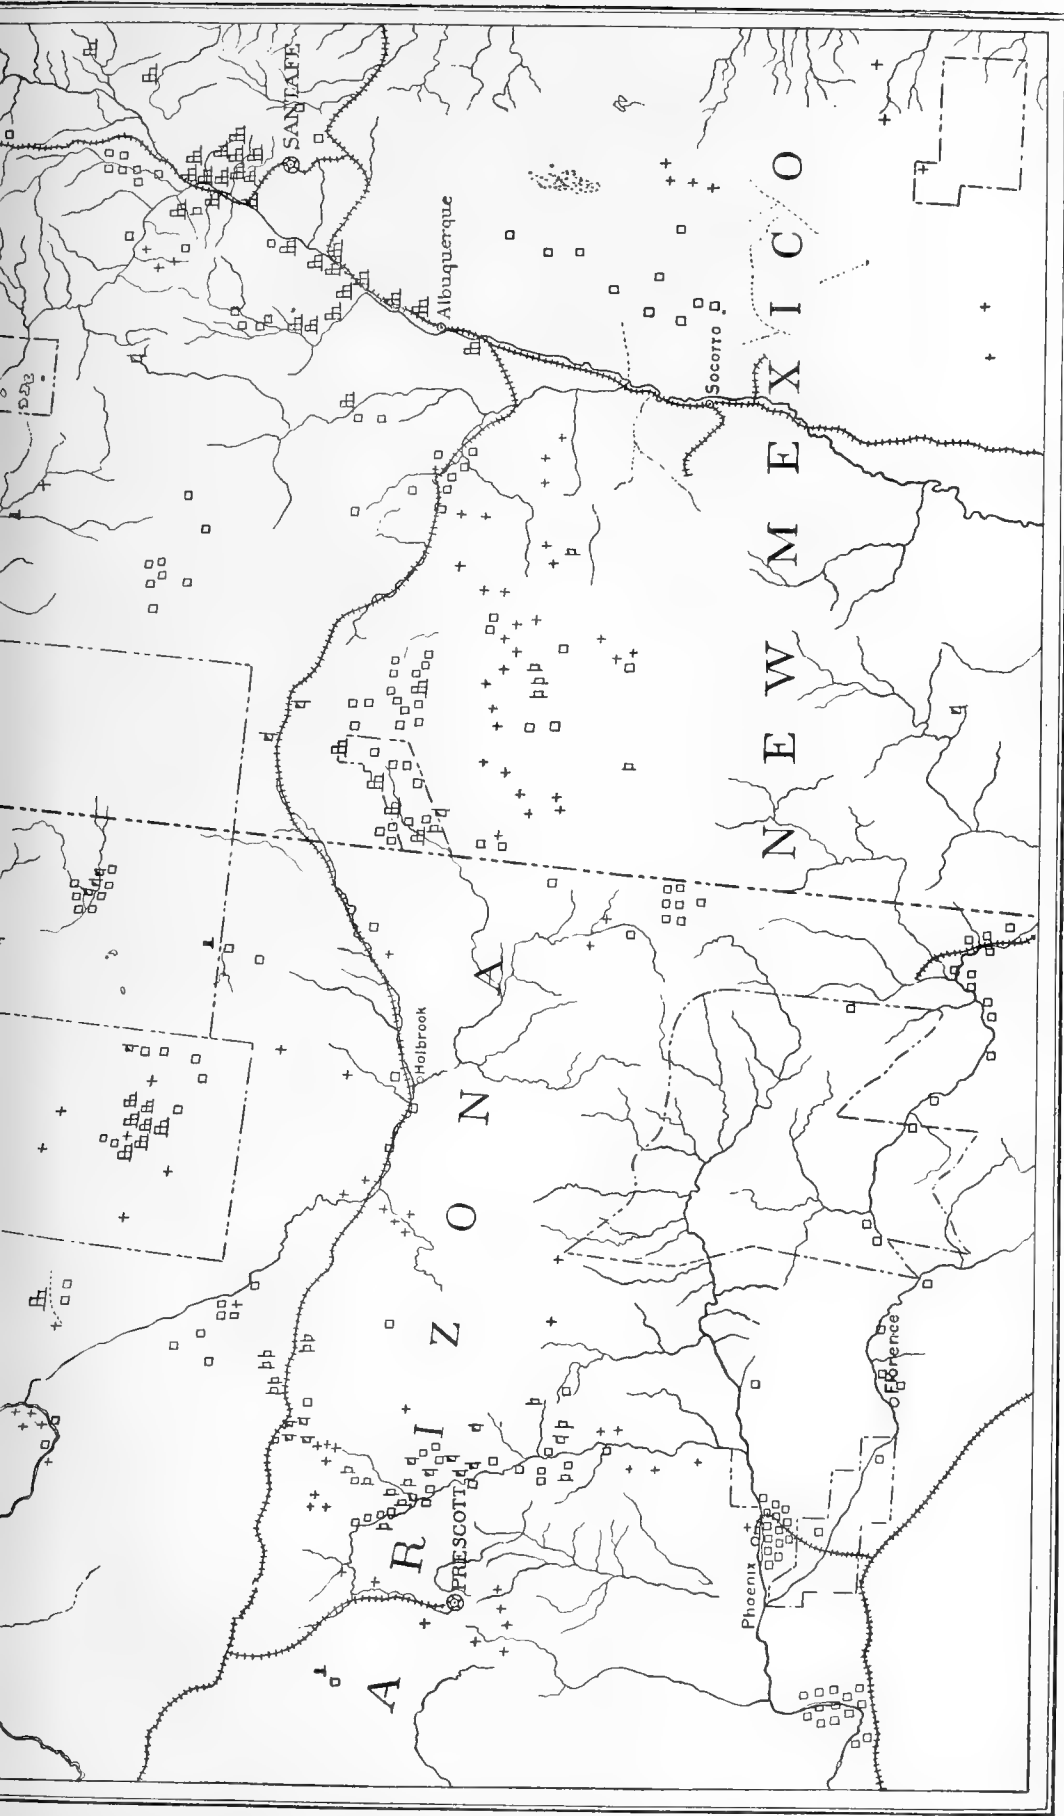 SANTAFE
Albuquerque
Socorro
NEW MEXICO
Holbrook
ARIZONA
PRESCOTT
Phoenix
Florence